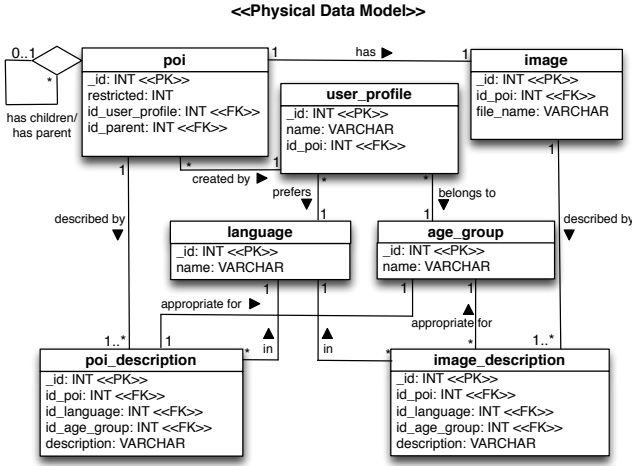 <<Physical Data Model>>
0..1
*
has children/
has parent
poi
_id: INT <<PK>>
restricted: INT
id_user_profile: INT <<FK>>
id_parent: INT <<FK>>
1
has ►
1
image
_id: INT <<PK>>
id_poi: INT <<FK>>
file_name: VARCHAR
user_profile
_id: INT <<PK>>
name: VARCHAR
id_poi: INT <<FK>>
*
1
created by ►
1
described by
▼
*
prefers
▼
1
*
belongs to
▼
1
1
described by
▼
language
_id: INT <<PK>>
name: VARCHAR
age_group
_id: INT <<PK>>
name: VARCHAR
1
1
1
1
appropriate for ►
1
▲
appropriate for
▲
in
▲
in
1..*
*
*
*
1..*
poi_description
_id: INT <<PK>>
id_poi: INT <<FK>>
id_language: INT <<FK>>
id_age_group: INT <<FK>>
description: VARCHAR
image_description
_id: INT <<PK>>
id_poi: INT <<FK>>
id_language: INT <<FK>>
id_age_group: INT <<FK>>
description: VARCHAR